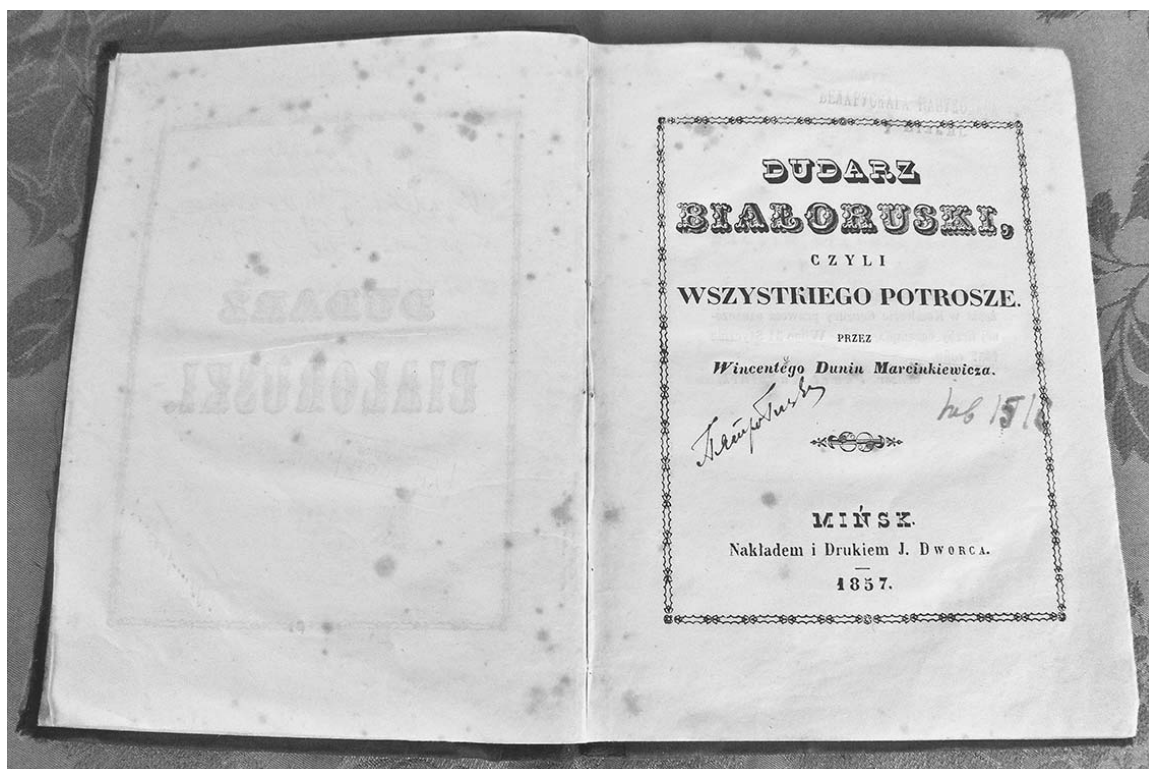 DUDARZ
BIAŁORUSKI,
CZYLI
WSZYSTKIEGO POTROSZE.
PRZEZ
Wincentego Dunin Marcinkiewicza.
MIŃSK.
Nakładem i Drukiem J. DWORCA.
1857.